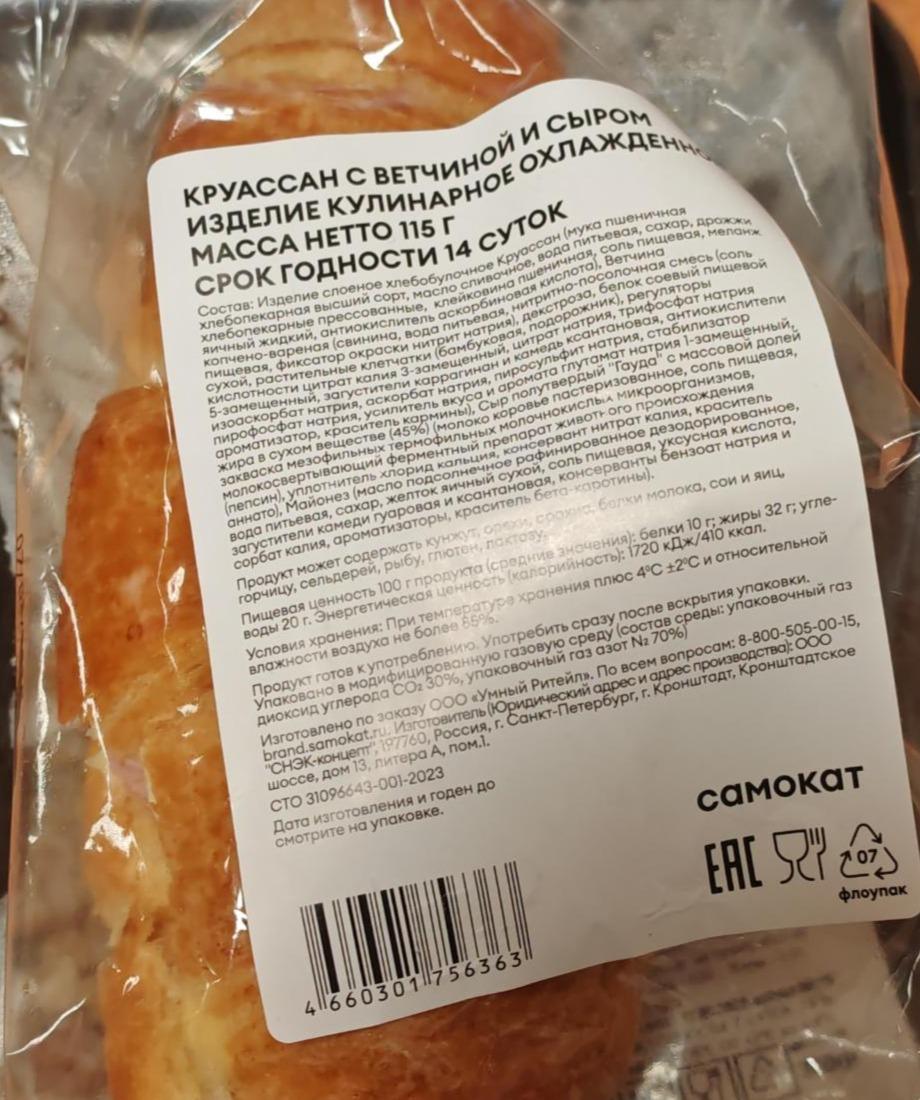 КРУАССАН С ВЕТЧИНОЙ И СЫРОМ
ИЗДЕЛИЕ КУЛИНАРНОЕ ОХЛАЖДЕНН
МАССА НЕТТО 115 Г
СРОК ГОДНОСТИ 14 СУТОК
Состав: Изделие слоеное хлебобулочное Круассан (мука пшеничная
хлебопекарная высший сорт, масло сливочное, вода питьевая, сахар, дрожжи
хлебопекарные прессованные, клейковина пшеничная, соль пищевая, меланж
яичный жидкий, антиокислитель аскорбиновая кислота), Ветчина
копчено-вареная (свинина, вода питьевая, нитритно-посолочная смесь (соль
пищевая, фиксатор окраски нитрит натрия), декстроза, белок соевый пищевой
сухой, растительные клетчатки (бамбуковая, подорожник), регуляторы
кислотности цитрат калия 3-замещенный, цитрат натрия, трифосфат натрия
5-замещенный, загустители каррагинан и камедь ксантановая, антиокислители
изоаскорбат натрия, аскорбат натрия, пиросульфит натрия, стабилизатор
пирофосфат натрия, усилитель вкуса и аромата глутамат натрия 1-замещенный,
ароматизатор, краситель кармины), Сыр полутвердый "Гауда" с массовой долей
жира в сухом веществе (45%) (молоко коровье пастеризованное, соль пищевая,
закваска мезофильных термофильных молочнокислых микроорганизмов,
молокосвертывающий ферментный препарат животного происхождения
(пепсин), уплотнитель хлорид кальция, консервант нитрат калия, краситель
аннато), Майонез (масло подсолнечное рафинированное дезодорированное,
вода питьевая, сахар, желток яичный сухой, соль пищевая, уксусная кислота,
загустители камеди гуаровая и ксантановая, консерванты бензоат натрия и
сорбат калия, ароматизаторы, краситель бета-каротины).
Продукт может содержать кунжут, орехи, арахис, белки молока, сои и яиц,
горчицу, сельдерей, рыбу, глютен, лактозу.
Пищевая ценность 100 г продукта (средние значения): белки 10 г; жиры 32 г; угле-
воды 20 г. Энергетическая ценность (калорийность): 1720 кДж/410 ккал.
Условия хранения: При температуре хранения плюс 4°С ±2°С и относительной
влажности воздуха не более 85%.
Продукт готов к употреблению. Употребить сразу после вскрытия упаковки.
Упаковано в модифицированную газовую среду (состав среды: упаковочный газ
диоксид углерода CO₂ 30%, упаковочный газ азот N₂ 70%)
Изготовлено по заказу ООО «Умный Ритейл». По всем вопросам: 8-800-505-00-15,
brand.samokat.ru. Изготовитель (Юридический адрес и адрес производства): ООО
"СНЭК-концепт", 197760, Россия, г. Санкт-Петербург, г. Кронштадт, Кронштадтское
шоссе, дом 13, литера А, пом.1.
СТО 31096643-001-2023
Дата изготовления и годен до
смотрите на упаковке.
самокат
ЕАС
07
флоупак
4 660301 756363